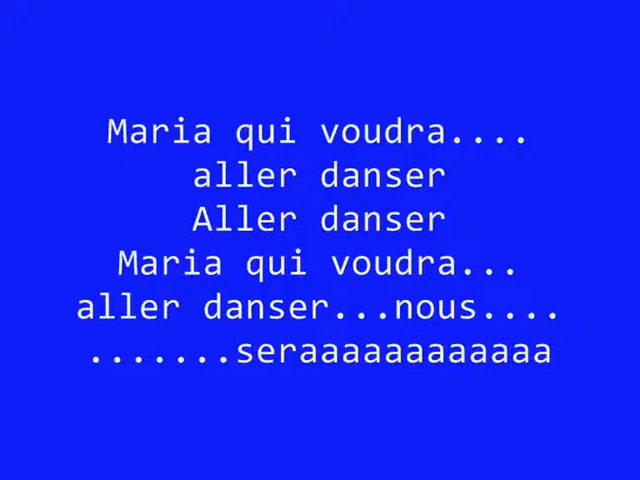 Maria qui voudra....
aller danser
Aller danser
Maria qui voudra...
aller danser...nous....
.......seraaaaaaaaaaaa